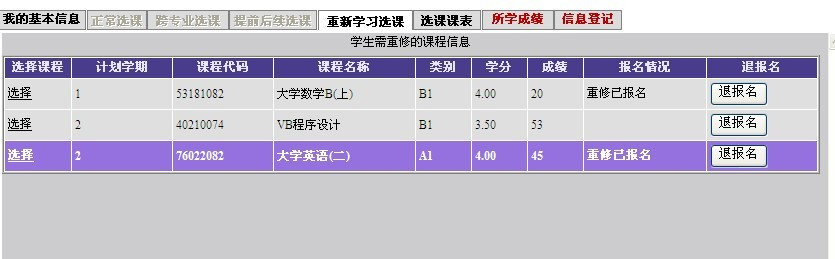 我的基本信息 正常选课 跨专业选课 提前后续选课 重新学习选课 选课课表 所学成绩 信息登记
学生需重修的课程信息
选择课程 计划学期 课程代码 课程名称 类别 学分 成绩 报名情况 退报名
选择 1 53181082 大学数学B(上) B1 4.00 20 重修已报名 退报名
选择 2 40210074 VB程序设计 B1 3.50 53 退报名
选择 2 76022082 大学英语(二) A1 4.00 45 重修已报名 退报名